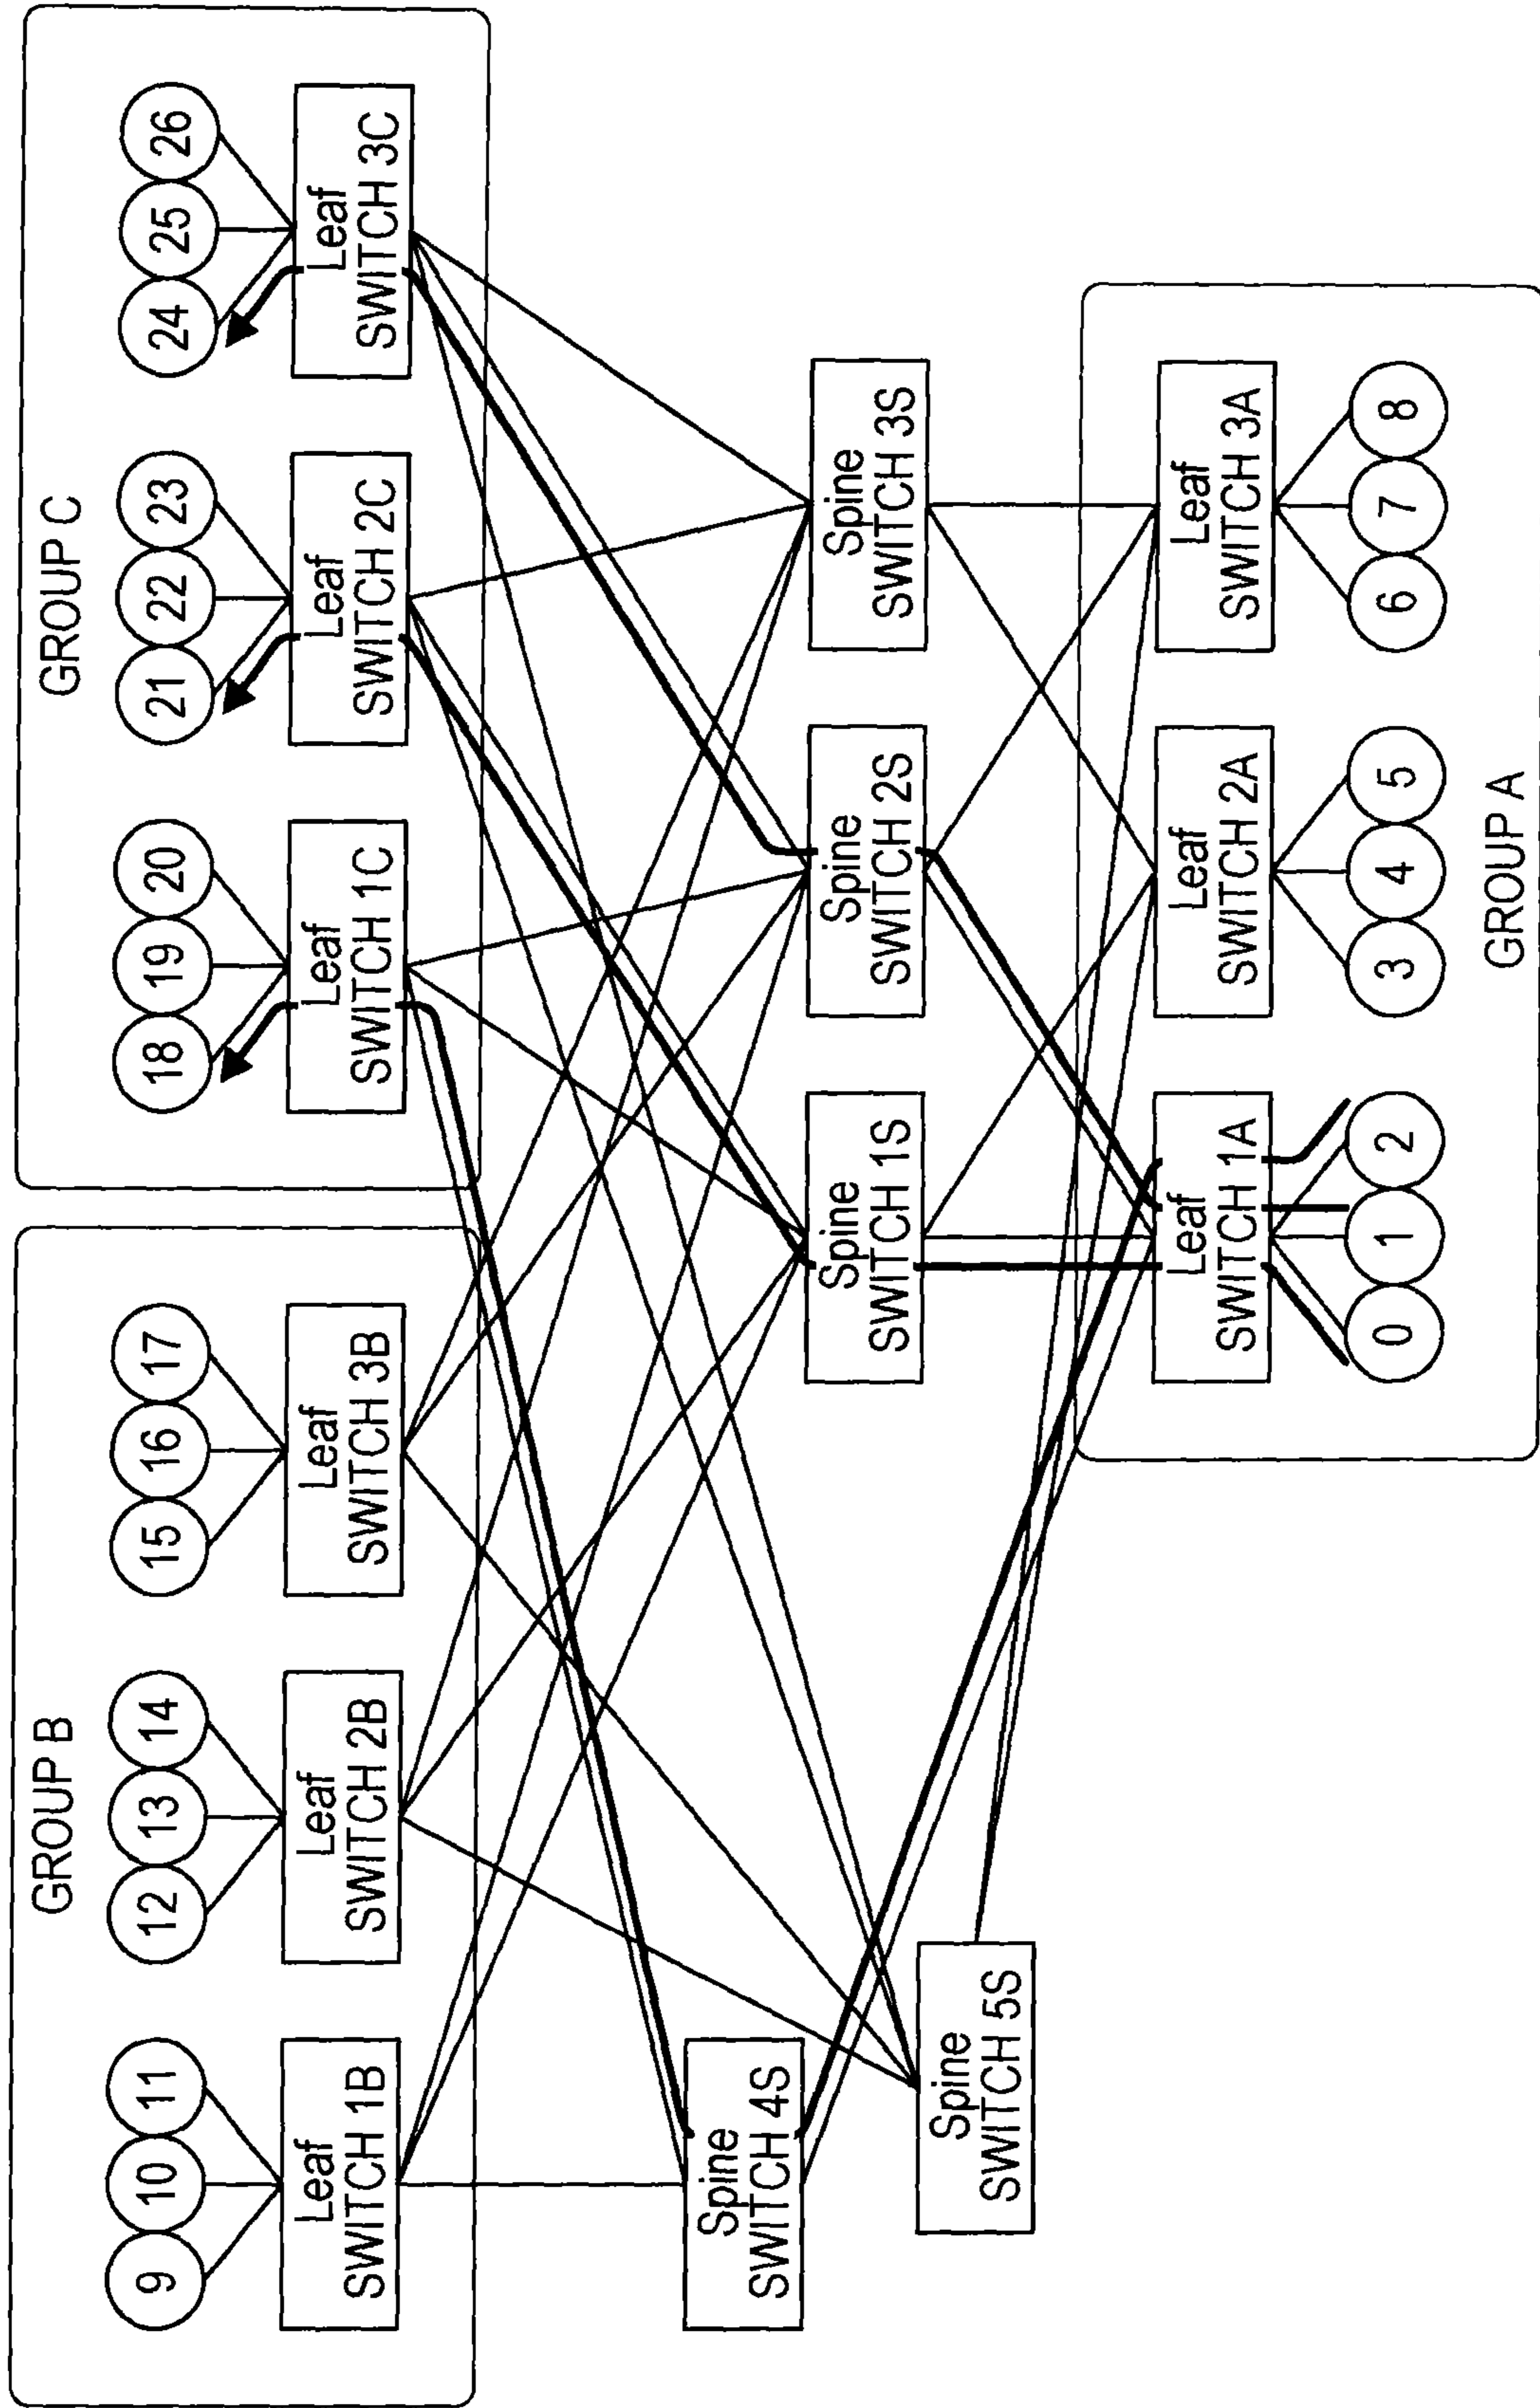 GROUP B
9
10
11
12
13
14
15
16
17
Leaf
SWITCH 1B
Leaf
SWITCH 2B
Leaf
SWITCH 3B
GROUP C
18
19
20
21
22
23
24
25
26
Leaf
SWITCH 1C
Leaf
SWITCH 2C
Leaf
SWITCH 3C
Spine
SWITCH 4S
Spine
SWITCH 5S
Spine
SWITCH 1S
Spine
SWITCH 2S
Spine
SWITCH 3S
Leaf
SWITCH 1A
Leaf
SWITCH 2A
Leaf
SWITCH 3A
0
1
2
3
4
5
6
7
8
GROUP A